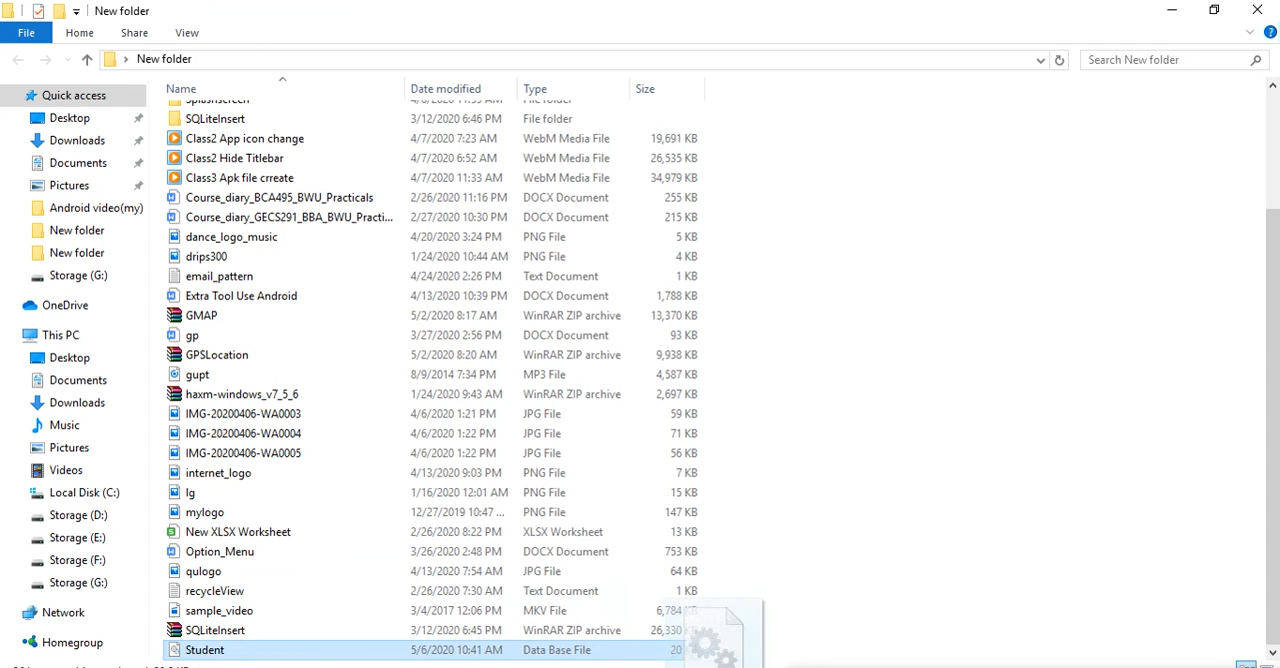 New folder
File Home Share View
New folder Search New folder
Name Date modified Type Size
Quick access
Desktop
Downloads
Documents
Pictures
Android video(my)
New folder
New folder
Storage (G:)
OneDrive
This PC
Desktop
Documents
Downloads
Music
Pictures
Videos
Local Disk (C:)
Storage (D:)
Storage (E:)
Storage (F:)
Storage (G:)
Network
Homegroup
SQLiteInsert 3/12/2020 6:46 PM File folder
Class2 App icon change 4/7/2020 7:23 AM WebM Media File 19,691 KB
Class2 Hide Titlebar 4/7/2020 6:52 AM WebM Media File 26,535 KB
Class3 Apk file crreate 4/7/2020 11:33 AM WebM Media File 34,979 KB
Course_diary_BCA495_BWU_Practicals 2/26/2020 11:16 PM DOCX Document 255 KB
Course_diary_GECS291_BBA_BWU_Practi... 2/27/2020 10:30 PM DOCX Document 215 KB
dance_logo_music 4/20/2020 3:24 PM PNG File 5 KB
drips300 1/24/2020 10:44 AM PNG File 4 KB
email_pattern 4/24/2020 2:26 PM Text Document 1 KB
Extra Tool Use Android 4/13/2020 10:39 PM DOCX Document 1,788 KB
GMAP 5/2/2020 8:17 AM WinRAR ZIP archive 13,370 KB
gp 3/27/2020 2:56 PM DOCX Document 93 KB
GPSLocation 5/2/2020 8:20 AM WinRAR ZIP archive 9,938 KB
gupt 8/9/2014 7:34 PM MP3 File 4,587 KB
haxm-windows_v7_5_6 1/24/2020 9:43 AM WinRAR ZIP archive 2,697 KB
IMG-20200406-WA0003 4/6/2020 1:21 PM JPG File 59 KB
IMG-20200406-WA0004 4/6/2020 1:22 PM JPG File 71 KB
IMG-20200406-WA0005 4/6/2020 1:22 PM JPG File 56 KB
internet_logo 4/13/2020 9:03 PM PNG File 7 KB
lg 1/16/2020 12:01 AM PNG File 15 KB
mylogo 12/27/2019 10:47 ... PNG File 147 KB
New XLSX Worksheet 2/26/2020 8:22 PM XLSX Worksheet 13 KB
Option_Menu 3/26/2020 2:48 PM DOCX Document 753 KB
qulogo 4/13/2020 7:54 AM JPG File 64 KB
recycleView 2/26/2020 7:30 AM Text Document 1 KB
sample_video 3/4/2017 12:06 PM MKV File 6,784 KB
SQLiteInsert 3/12/2020 6:45 PM WinRAR ZIP archive 26,330 KB
Student 5/6/2020 10:41 AM Data Base File 20